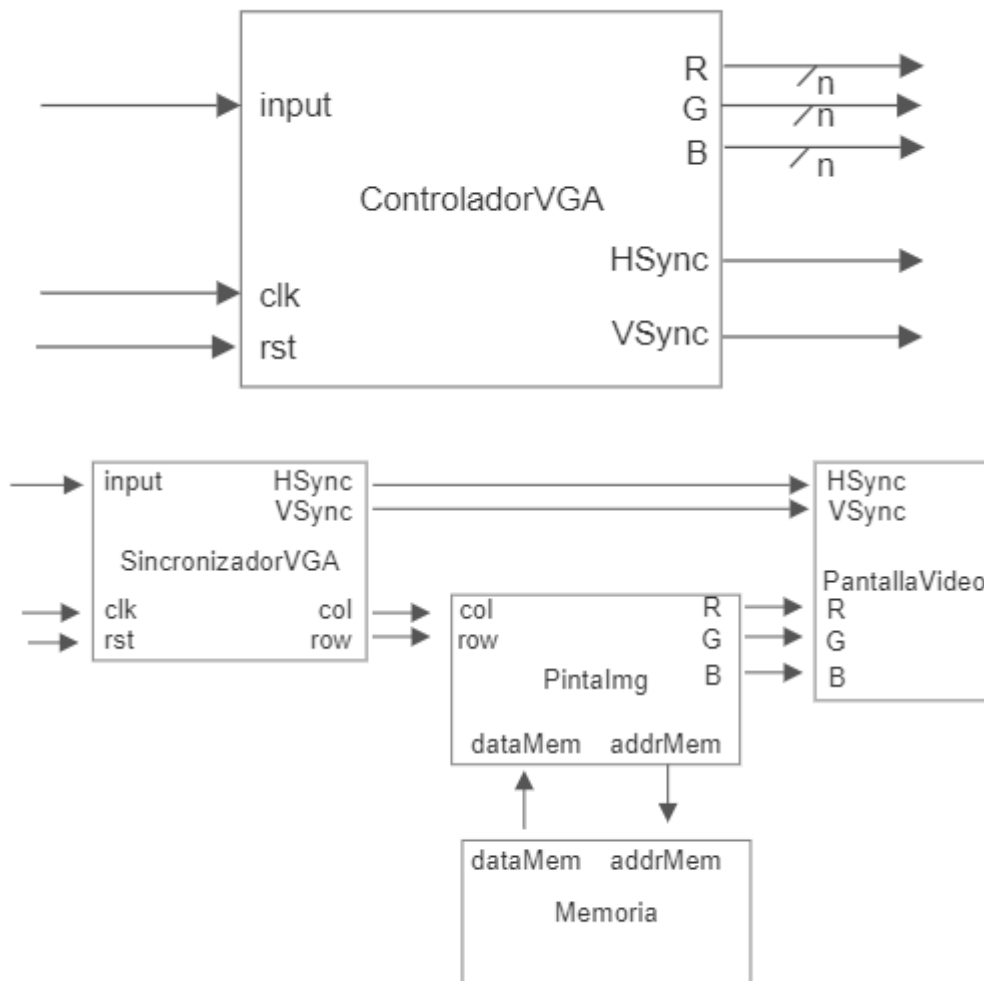 input
R
n
G
n
B
n
ControladorVGA
HSync
clk
VSync
rst
input HSync
VSync
SincronizadorVGA
clk col
rst row
HSync
VSync
PantallaVideo
R
G
B
col R
row G
PintaImg B
dataMem addrMem
dataMem addrMem
Memoria